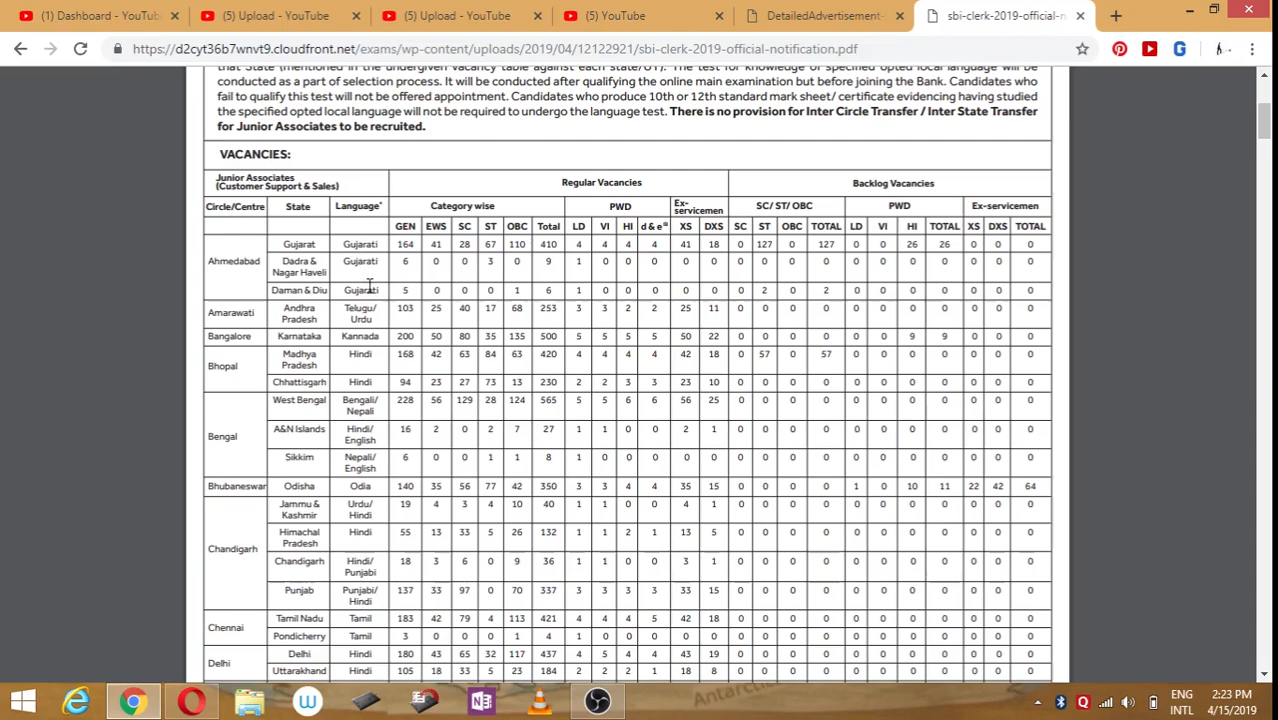 (1) Dashboard - YouTu
(5) Upload - YouTube
(5) Upload - YouTube
(5) YouTube
DetailedAdvertisement-
sbi-clerk-2019-official-n
https://d2cyt36b7wnvt9.cloudfront.net/exams/wp-content/uploads/2019/04/12122921/sbi-clerk-2019-official-notification.pdf
that State (mentioned in the undergiven vacancy table against each state/UT). The test for knowledge of specified opted local language will be
conducted as a part of selection process. It will be conducted after qualifying the online main examination but before joining the Bank. Candidates who
fail to qualify this test will not be offered appointment. Candidates who produce 10th or 12th standard mark sheet/ certificate evidencing having studied
the specified opted local language will not be required to undergo the language test. There is no provision for Inter Circle Transfer / Inter State Transfer
for Junior Associates to be recruited.
VACANCIES:
Junior Associates
(Customer Support & Sales)
Regular Vacancies
Backlog Vacancies
Circle/Centre State Language* Category wise PWD Ex-servicemen SC/ ST/ OBC PWD Ex-servicemen
GEN EWS SC ST OBC Total LD VI HI d & e XS DXS SC ST OBC TOTAL LD VI HI TOTAL XS DXS TOTAL
Ahmedabad Gujarat Gujarati 164 41 28 67 110 410 4 4 4 4 41 18 0 127 0 127 0 0 26 26 0 0 0
Dadra & Nagar Haveli Gujarati 6 0 0 3 0 9 1 0 0 0 0 0 0 0 0 0 0 0 0 0 0 0 0
Daman & Diu Gujarati 5 0 0 0 1 6 1 0 0 0 0 0 0 2 0 2 0 0 0 0 0 0 0
Amarawati Andhra Pradesh Telugu/ Urdu 103 25 40 17 68 253 3 3 2 2 25 11 0 0 0 0 0 0 0 0 0 0 0
Bangalore Karnataka Kannada 200 50 80 35 135 500 5 5 5 5 50 22 0 0 0 0 0 0 9 9 0 0 0
Bhopal Madhya Pradesh Hindi 168 42 63 84 63 420 4 4 4 4 42 18 0 57 0 57 0 0 0 0 0 0 0
Chhattisgarh Hindi 94 23 27 73 13 230 2 2 3 3 23 10 0 0 0 0 0 0 0 0 0 0 0
Bengal West Bengal Bengali/ Nepali 228 56 129 28 124 565 5 5 6 6 56 25 0 0 0 0 0 0 0 0 0 0 0
A&N Islands Hindi/ English 16 2 0 2 7 27 1 1 0 0 2 1 0 0 0 0 0 0 0 0 0 0 0
Sikkim Nepali/ English 6 0 0 1 1 8 1 0 0 0 0 0 0 0 0 0 0 0 0 0 0 0 0
Bhubaneswar Odisha Odia 140 35 56 77 42 350 3 3 4 4 35 15 0 0 0 0 1 0 10 11 22 42 64
Chandigarh Jammu & Kashmir Urdu/ Hindi 19 4 3 4 10 40 1 1 0 0 4 1 0 0 0 0 0 0 0 0 0 0 0
Himachal Pradesh Hindi 55 13 33 5 26 132 1 1 2 1 13 5 0 0 0 0 0 0 0 0 0 0 0
Chandigarh Hindi/ Punjabi 18 3 6 0 9 36 1 1 0 0 3 1 0 0 0 0 0 0 0 0 0 0 0
Punjab Punjabi/ Hindi 137 33 97 0 70 337 3 3 3 3 33 15 0 0 0 0 0 0 0 0 0 0 0
Chennai Tamil Nadu Tamil 183 42 79 4 113 421 4 4 4 5 42 18 0 0 0 0 0 0 0 0 0 0 0
Pondicherry Tamil 3 0 0 0 1 4 1 0 0 0 0 0 0 0 0 0 0 0 0 0 0 0 0
Delhi Delhi Hindi 180 43 65 32 117 437 4 5 4 4 43 19 0 0 0 0 0 0 0 0 0 0 0
Uttarakhand Hindi 105 18 33 5 23 184 2 2 2 1 18 8 0 0 0 0 0 0 0 0 0 0 0
Antarctic
ENG
INTL
2:23 PM
4/15/2019